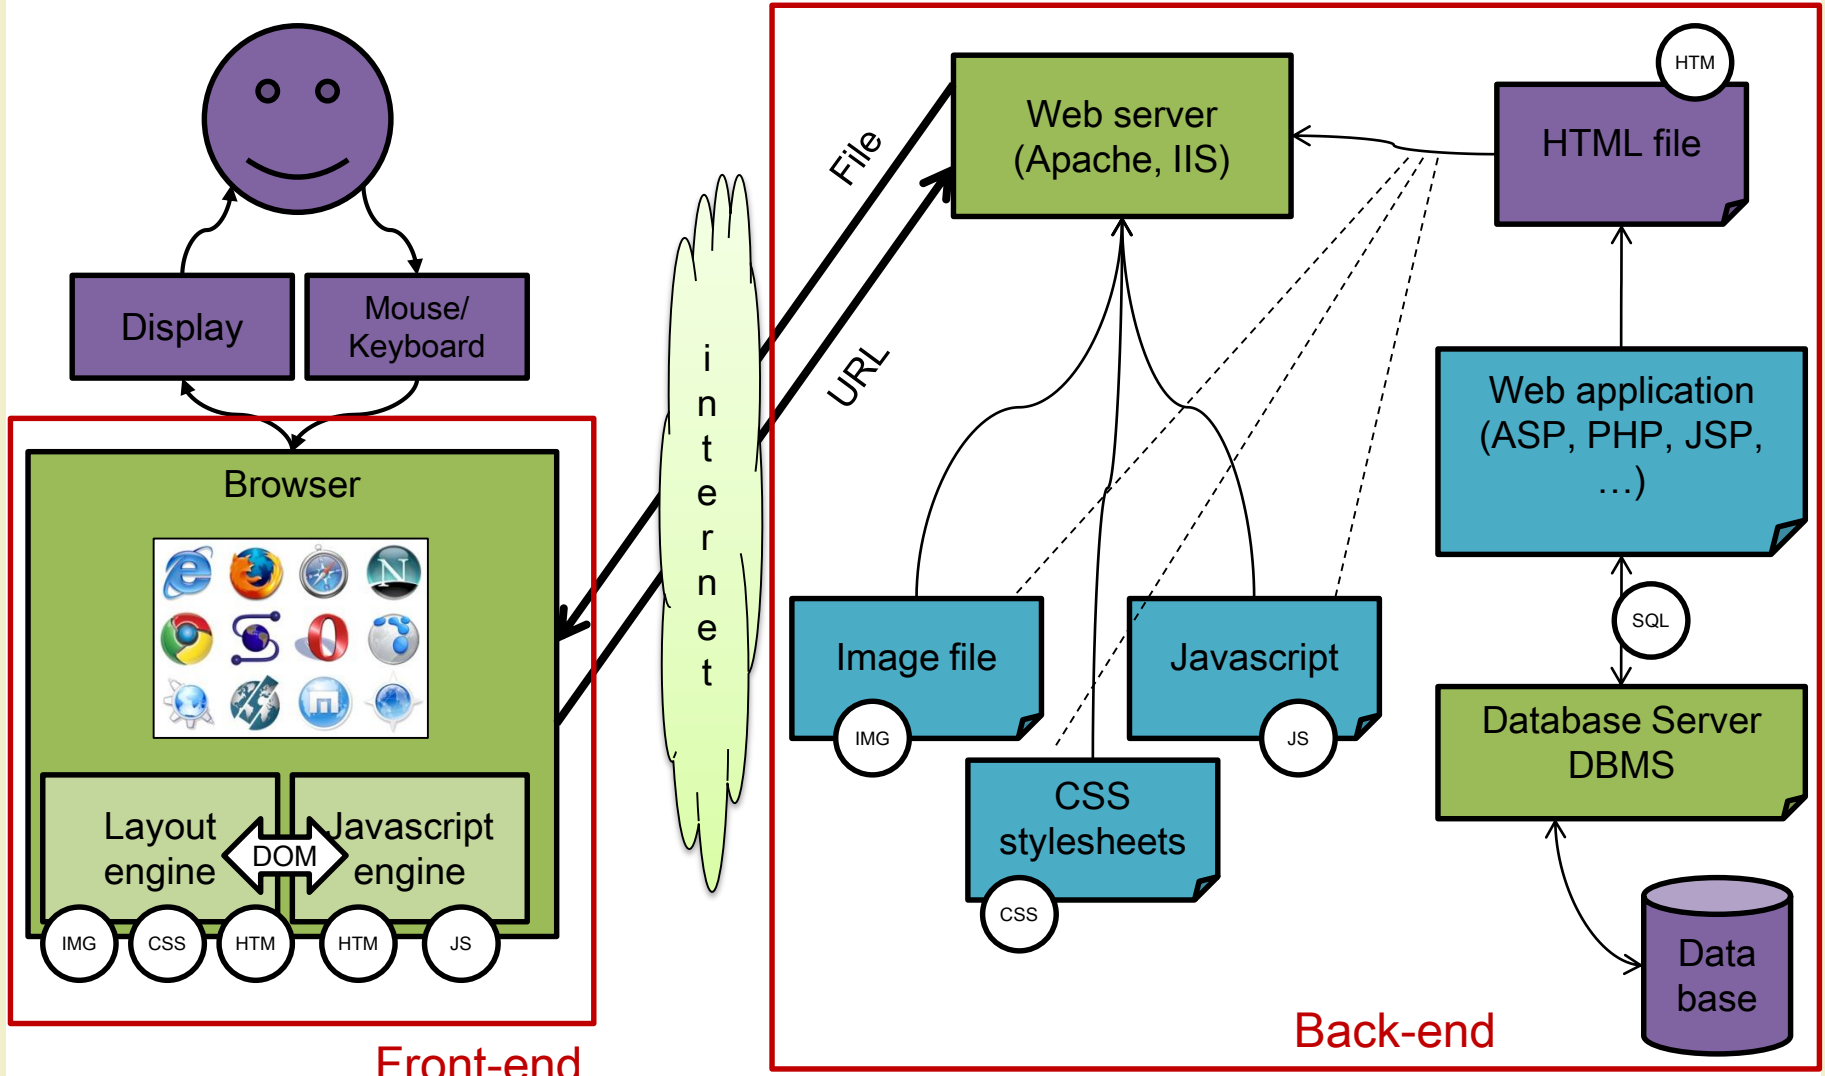 Display
Mouse/
Keyboard
Browser
N
Layout
engine
DOM
Javascript
engine
IMG
CSS
HTM
HTM
JS
Front-end
internet
File
URL
Web server
(Apache, IIS)
HTM
HTML file
Web application
(ASP, PHP, JSP,
…)
SQL
Image file
IMG
Javascript
JS
CSS
stylesheets
CSS
Database Server
DBMS
Data
base
Back-end